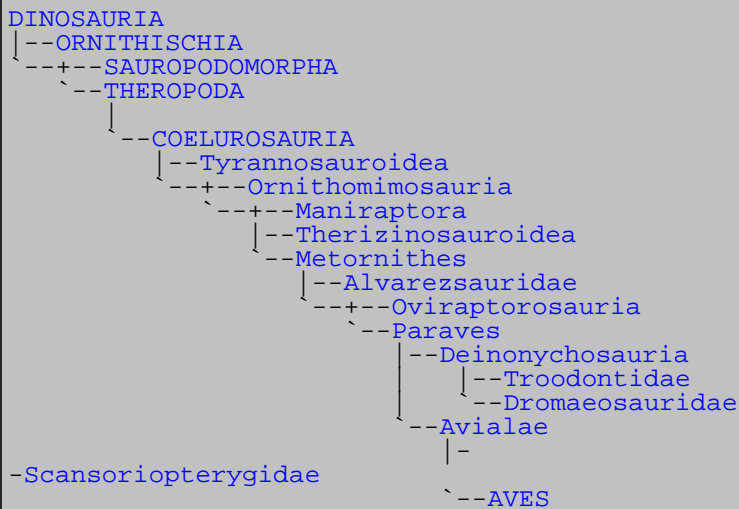 DINOSAURIA
|--ORNITHISCHIA
`--+--SAUROPODOMORPHA
   `--THEROPODA
      |
      `--COELUROSAURIA
         |--Tyrannosauroidea
         `--+--Ornithomimosauria
            `--+--Maniraptora
               |--Therizinosauroidea
               `--Metornithes
                  |--Alvarezsauridae
                  `--+--Oviraptorosauria
                     `--Paraves
                        |--Deinonychosauria
                        |   |--Troodontidae
                        |   `--Dromaeosauridae
                        `--Avialae
                           |-
-Scansoriopterygidae
                           `--AVES